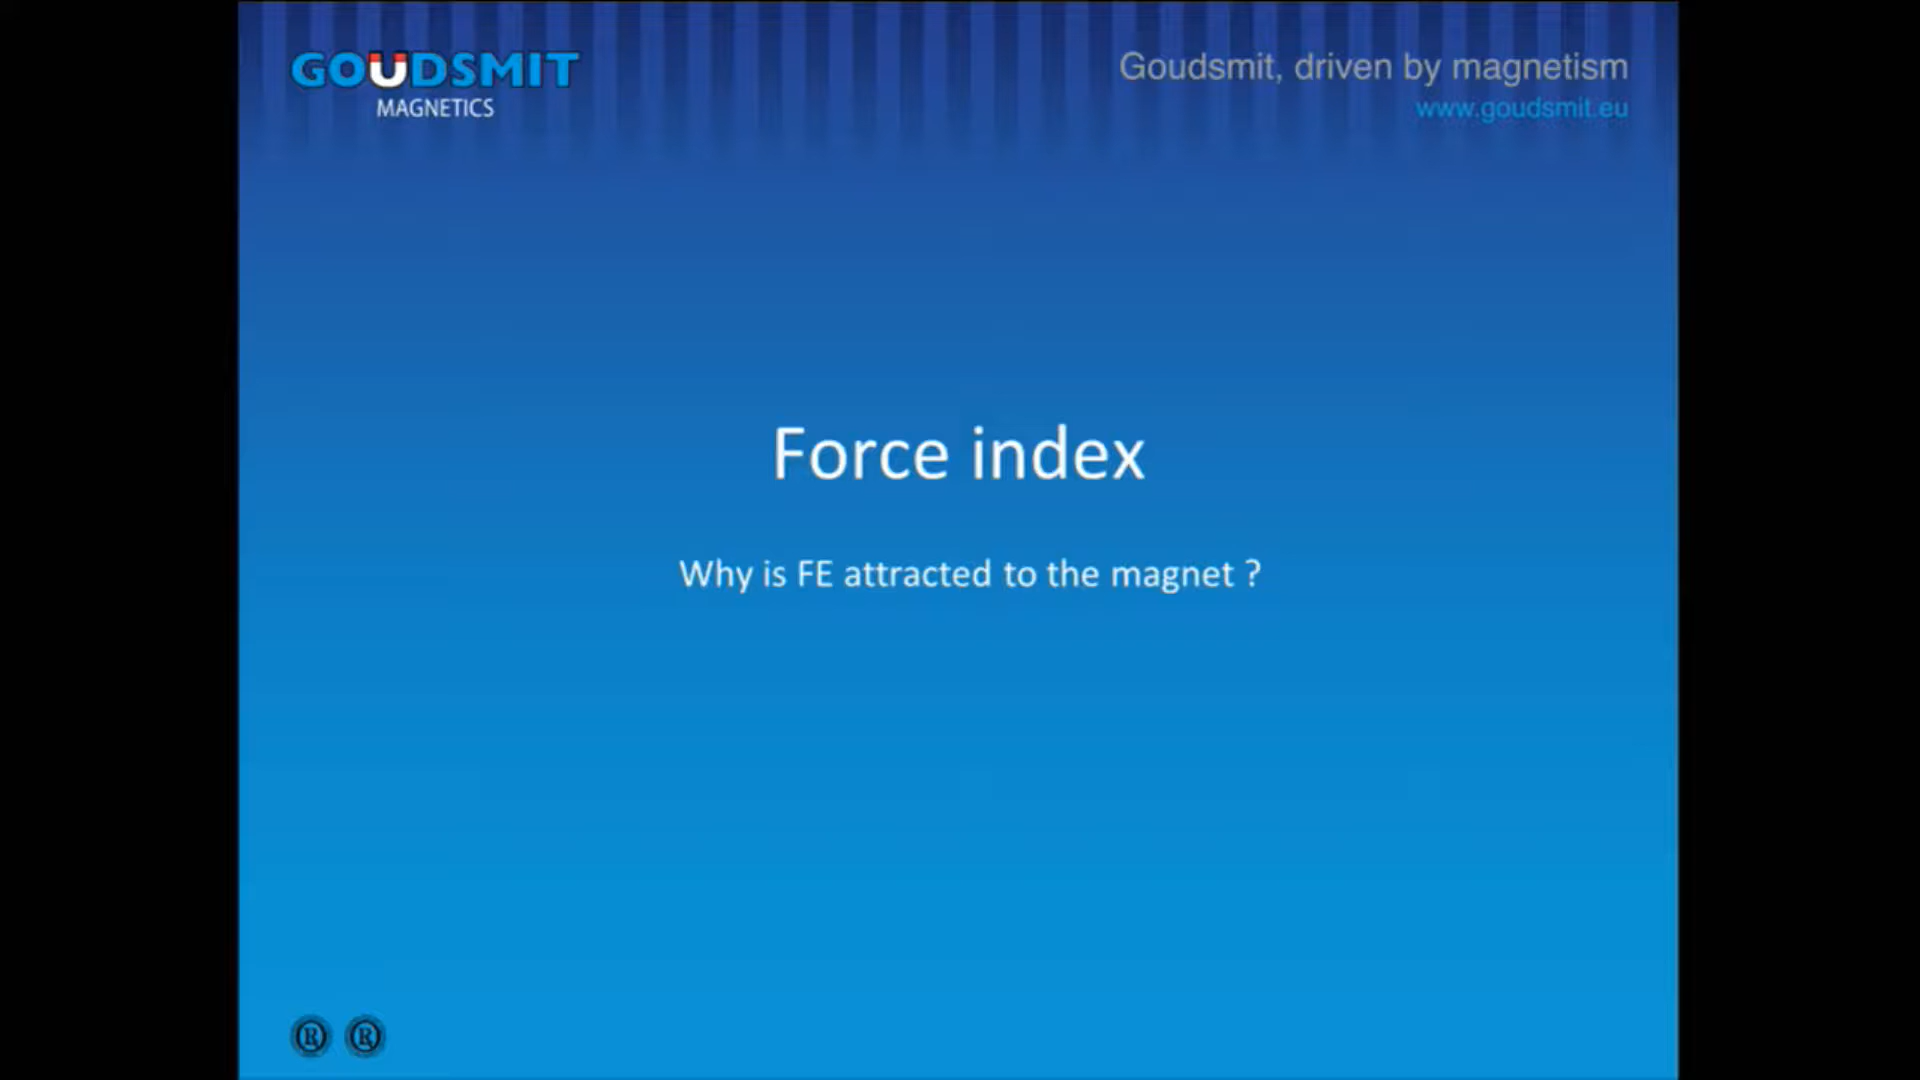 GOUDSMIT
MAGNETICS
Goudsmit, driven by magnetism
www.goudsmit.eu
Force index
Why is FE attracted to the magnet ?
R R